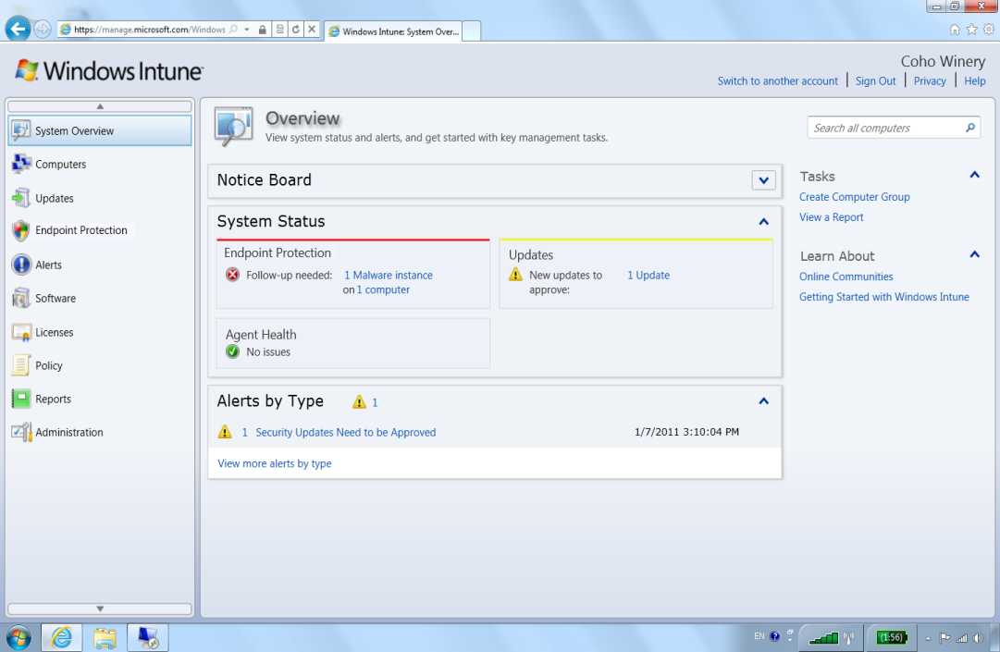 https://manage.microsoft.com/Windows
Windows Intune: System Over...
Windows Intune
Coho Winery
Switch to another account
Sign Out
Privacy
Help
System Overview
Computers
Updates
Endpoint Protection
Alerts
Software
Licenses
Policy
Reports
Administration
Overview
View system status and alerts, and get started with key management tasks.
Search all computers
Notice Board
System Status
Endpoint Protection
Follow-up needed: 1 Malware instance
on 1 computer
Updates
New updates to 1 Update
approve:
Agent Health
No issues
Alerts by Type 1
1 Security Updates Need to be Approved 1/7/2011 3:10:04 PM
View more alerts by type
Tasks
Create Computer Group
View a Report
Learn About
Online Communities
Getting Started with Windows Intune
EN
(1:56)